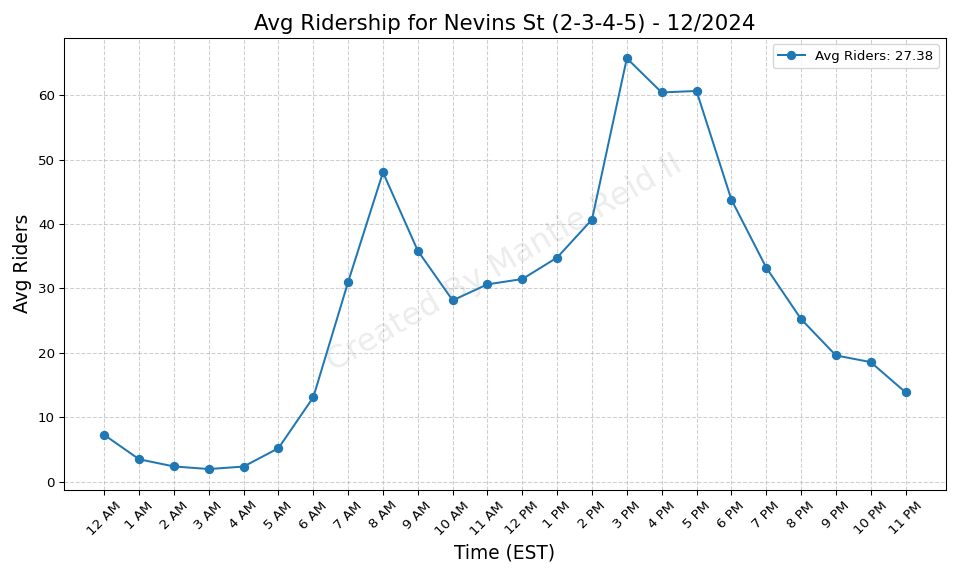 Avg Ridership for Nevins St (2-3-4-5) - 12/2024
Avg Riders: 27.38
60
50
40
30
20
10
0
Avg Riders
Created By Mantie Reid II
12 AM
1 AM
2 AM
3 AM
4 AM
5 AM
6 AM
7 AM
8 AM
9 AM
10 AM
11 AM
12 PM
1 PM
2 PM
3 PM
4 PM
5 PM
6 PM
7 PM
8 PM
9 PM
10 PM
11 PM
Time (EST)